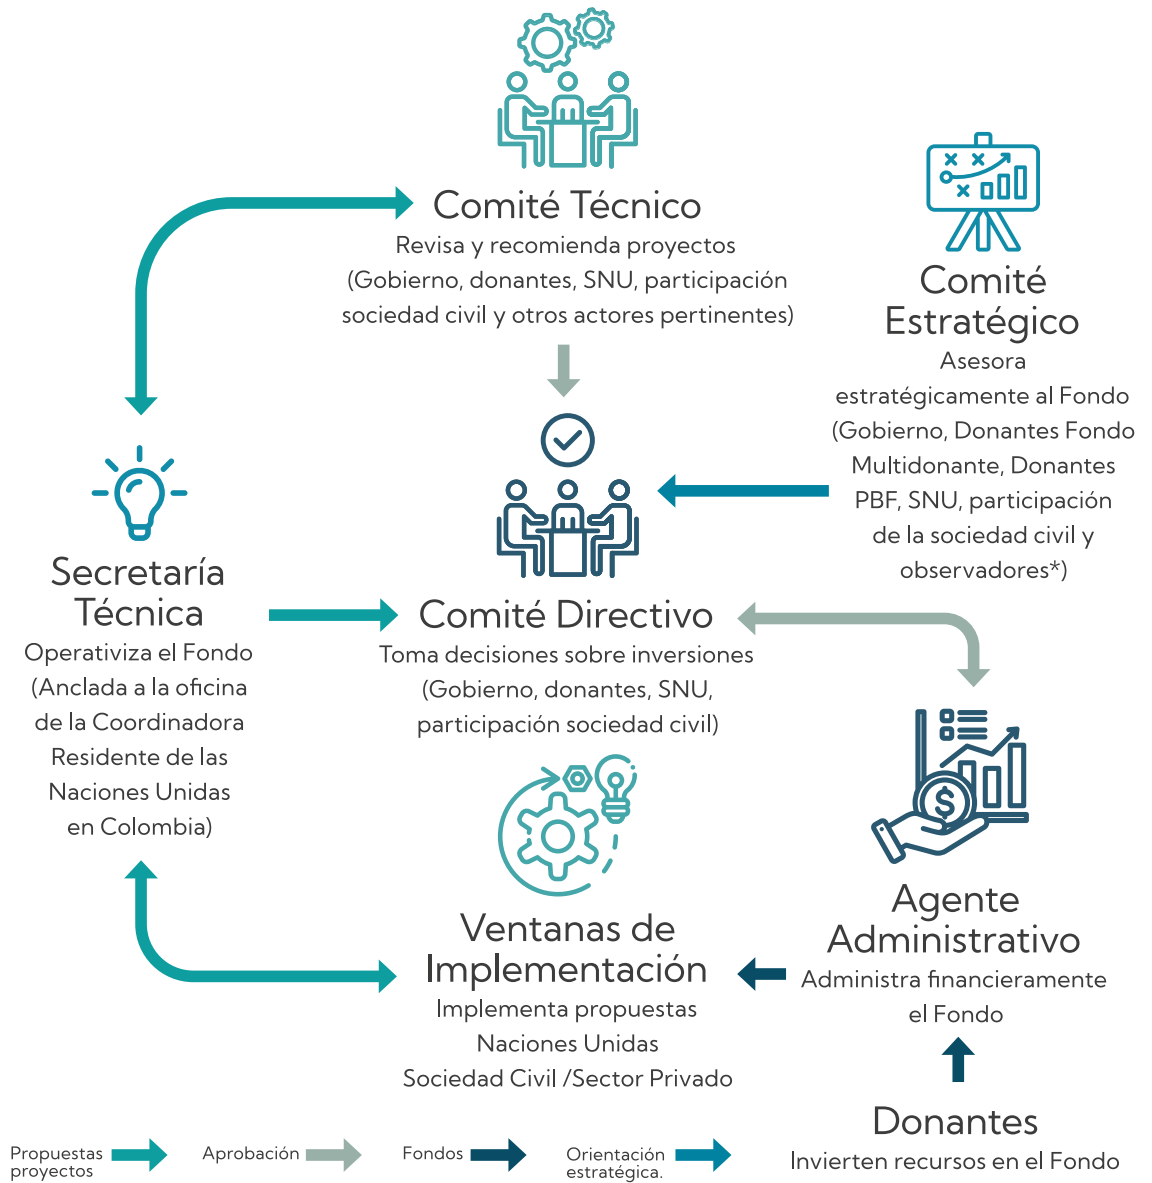 Comité Técnico
Revisa y recomienda proyectos
(Gobierno, donantes, SNU, participación
sociedad civil y otros actores pertinentes)
Comité
Estratégico
Asesora
estratégicamente al Fondo
(Gobierno, Donantes Fondo
Multidonante, Donantes
PBF, SNU, participación
de la sociedad civil y
observadores*)
Secretaría
Técnica
Operativiza el Fondo
(Anclada a la oficina
de la Coordinadora
Residente de las
Naciones Unidas
en Colombia)
Comité Directivo
Toma decisiones sobre inversiones
(Gobierno, donantes, SNU,
participación sociedad civil)
$
Ventanas de
Implementación
Implementa propuestas
Naciones Unidas
Sociedad Civil /Sector Privado
Agente
Administrativo
Administra financieramente
el Fondo
Donantes
Invierten recursos en el Fondo
Propuestas
proyectos
Aprobación
Fondos
Orientación
estratégica.